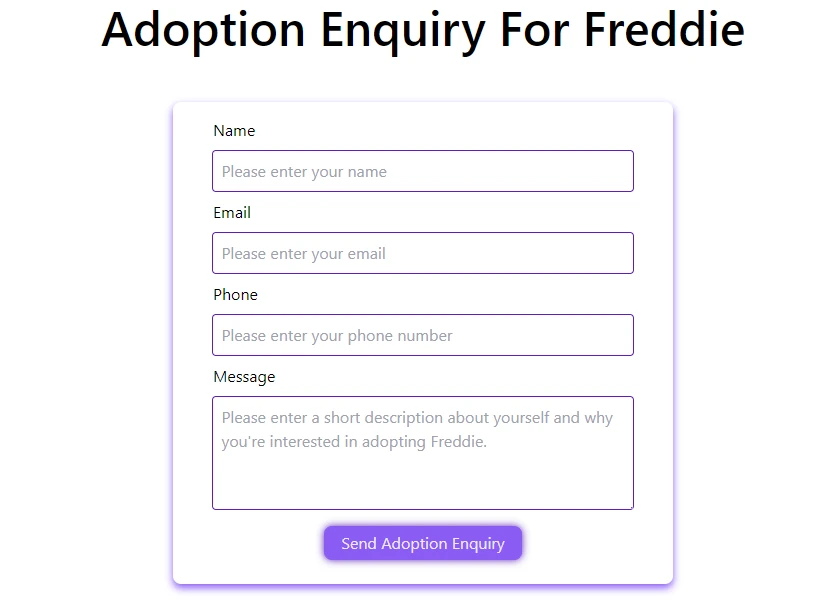 Adoption Enquiry For Freddie
Name
Please enter your name
Email
Please enter your email
Phone
Please enter your phone number
Message
Please enter a short description about yourself and why
you're interested in adopting Freddie.
Send Adoption Enquiry